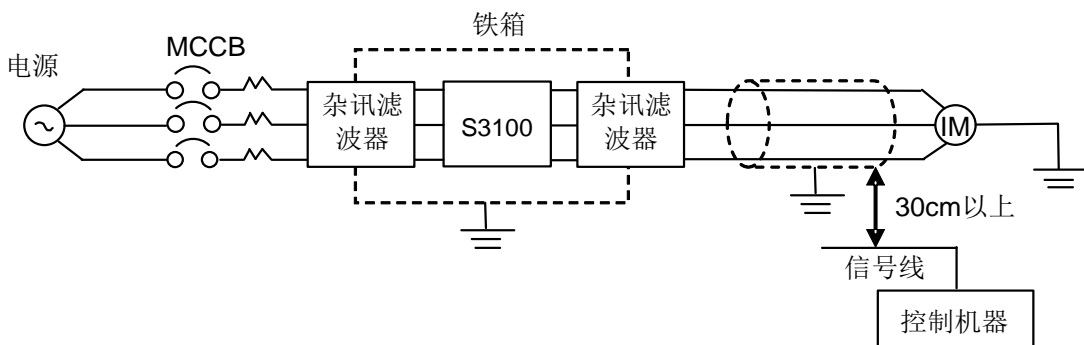 铁箱
MCCB
电源
杂讯滤
波器
S3100
杂讯滤
波器
IM
30cm以上
信号线
控制机器